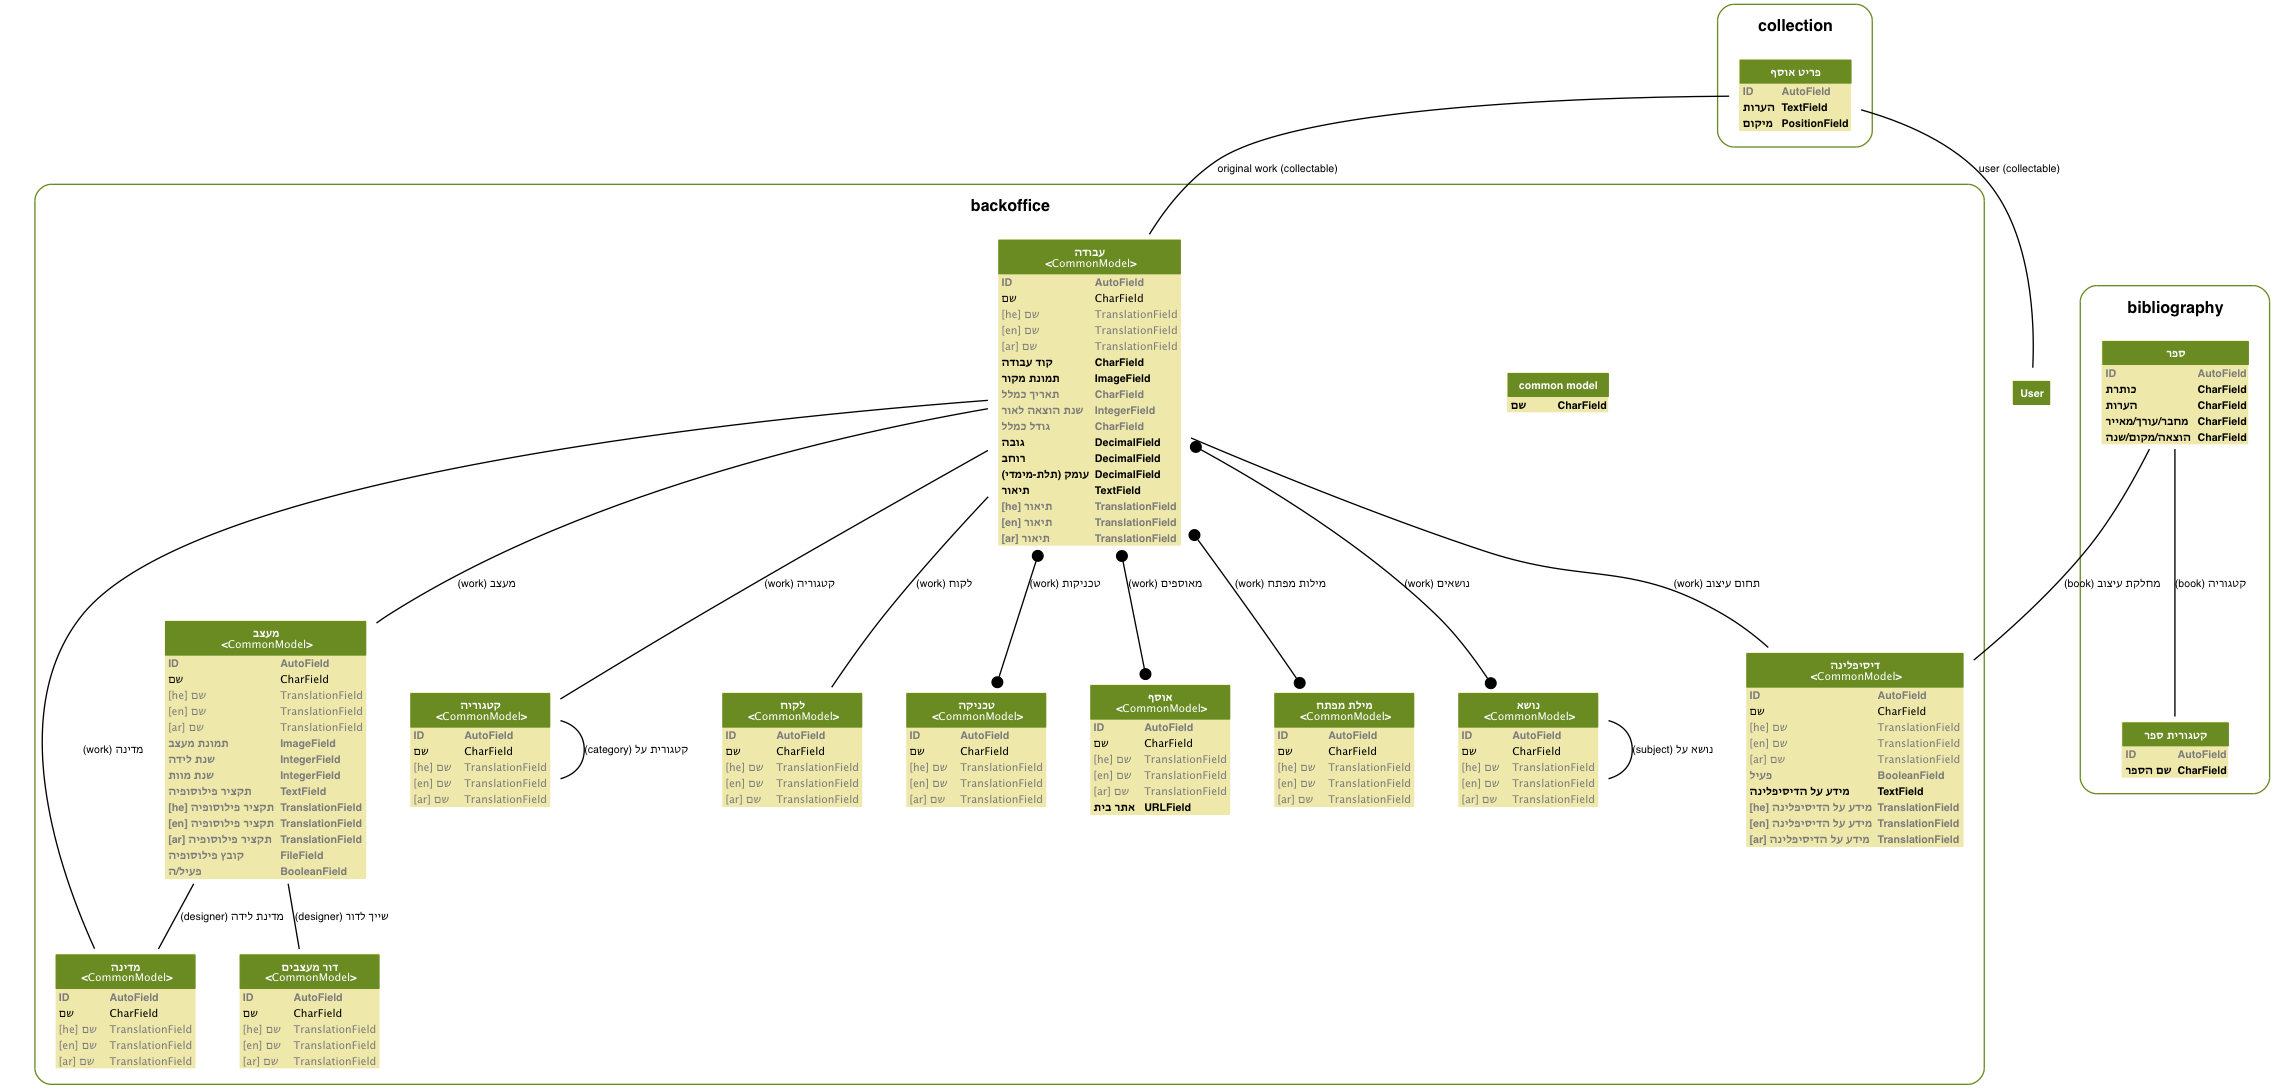 collection
פריט אוסף
ID AutoField
הערות TextField
מיקום PositionField
original work (collectable)
user (collectable)
backoffice
עבודה
<CommonModel>
ID AutoField
שם CharField
שם [he] TranslationField
שם [en] TranslationField
שם [ar] TranslationField
קוד עבודה CharField
תמונת מקור ImageField
תאריך כמלל CharField
שנת הוצאה לאור IntegerField
גודל כמלל CharField
גובה DecimalField
רוחב DecimalField
עומק (תלת-מימדי) DecimalField
תיאור TextField
תיאור [he] TranslationField
תיאור [en] TranslationField
תיאור [ar] TranslationField
common model
שם CharField
User
bibliography
ספר
ID AutoField
כותרת CharField
הערות CharField
מחבר/עורך/מאייר CharField
הוצאה/מקום/שנה CharField
מעצב (work)
קטגוריה (work)
לקוח (work)
טכניקות (work)
מאוספים (work)
מילות מפתח (work)
נושאים (work)
תחום עיצוב (work)
מחלקת עיצוב (book)
קטגוריה (book)
מעצב
<CommonModel>
ID AutoField
שם CharField
שם [he] TranslationField
שם [en] TranslationField
שם [ar] TranslationField
תמונת מעצב ImageField
שנת לידה IntegerField
שנת מוות IntegerField
תקציר פילוסופיה TextField
תקציר פילוסופיה [he] TranslationField
תקציר פילוסופיה [en] TranslationField
תקציר פילוסופיה [ar] TranslationField
קובץ פילוסופיה FileField
פעיל/ה BooleanField
מדינה (work)
קטגוריה
<CommonModel>
ID AutoField
שם CharField
שם [he] TranslationField
שם [en] TranslationField
שם [ar] TranslationField
קטגורית על (category)
לקוח
<CommonModel>
ID AutoField
שם CharField
שם [he] TranslationField
שם [en] TranslationField
שם [ar] TranslationField
טכניקה
<CommonModel>
ID AutoField
שם CharField
שם [he] TranslationField
שם [en] TranslationField
שם [ar] TranslationField
אוסף
<CommonModel>
ID AutoField
שם CharField
שם [he] TranslationField
שם [en] TranslationField
שם [ar] TranslationField
אתר בית URLField
מילת מפתח
<CommonModel>
ID AutoField
שם CharField
שם [he] TranslationField
שם [en] TranslationField
שם [ar] TranslationField
נושא
<CommonModel>
ID AutoField
שם CharField
שם [he] TranslationField
שם [en] TranslationField
שם [ar] TranslationField
נושא על (subject)
דיסיפלינה
<CommonModel>
ID AutoField
שם CharField
שם [he] TranslationField
שם [en] TranslationField
שם [ar] TranslationField
פעיל BooleanField
מידע על הדיסיפלינה TextField
מידע על הדיסיפלינה [he] TranslationField
מידע על הדיסיפלינה [en] TranslationField
מידע על הדיסיפלינה [ar] TranslationField
קטגורית ספר
ID AutoField
שם הספר CharField
מדינת לידה (designer)
שייך לדור (designer)
מדינה
<CommonModel>
ID AutoField
שם CharField
שם [he] TranslationField
שם [en] TranslationField
שם [ar] TranslationField
דור מעצבים
<CommonModel>
ID AutoField
שם CharField
שם [he] TranslationField
שם [en] TranslationField
שם [ar] TranslationField